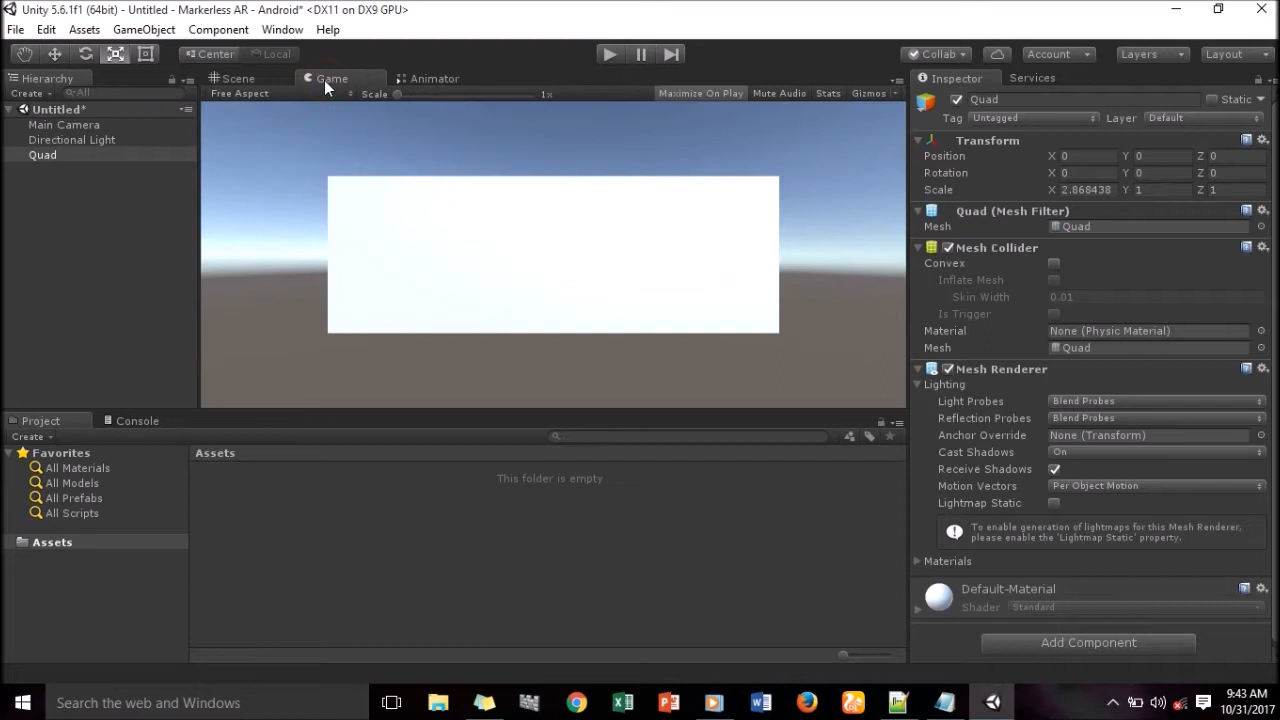 Unity 5.6.1f1 (64bit) - Untitled - Markerless AR - Android* <DX11 on DX9 GPU>
File Edit Assets GameObject Component Window Help
Center Local Collab Account Layers Layout
Hierarchy Scene Game Animator Inspector Services
Create All Free Aspect Scale 1x Maximize On Play Mute Audio Stats Gizmos Quad Static
Untitled*
Tag Untagged Layer Default
Main Camera
Directional Light Transform
Quad Position X 0 Y 0 Z 0
Rotation X 0 Y 0 Z 0
Scale X 2.868438 Y 1 Z 1
Quad (Mesh Filter)
Mesh Quad
Mesh Collider
Convex
Inflate Mesh
Skin Width 0.01
Is Trigger
Material None (Physic Material)
Mesh Quad
Mesh Renderer
Lighting
Light Probes Blend Probes
Reflection Probes Blend Probes
Anchor Override None (Transform)
Cast Shadows On
Receive Shadows
Motion Vectors Per Object Motion
Lightmap Static
To enable generation of lightmaps for this Mesh Renderer,
please enable the 'Lightmap Static' property.
Materials
Default-Material
Shader Standard
Add Component
Project Console
Create
Favorites Assets
All Materials This folder is empty
All Models
All Prefabs
All Scripts
Assets
Search the web and Windows
9:43 AM
10/31/2017